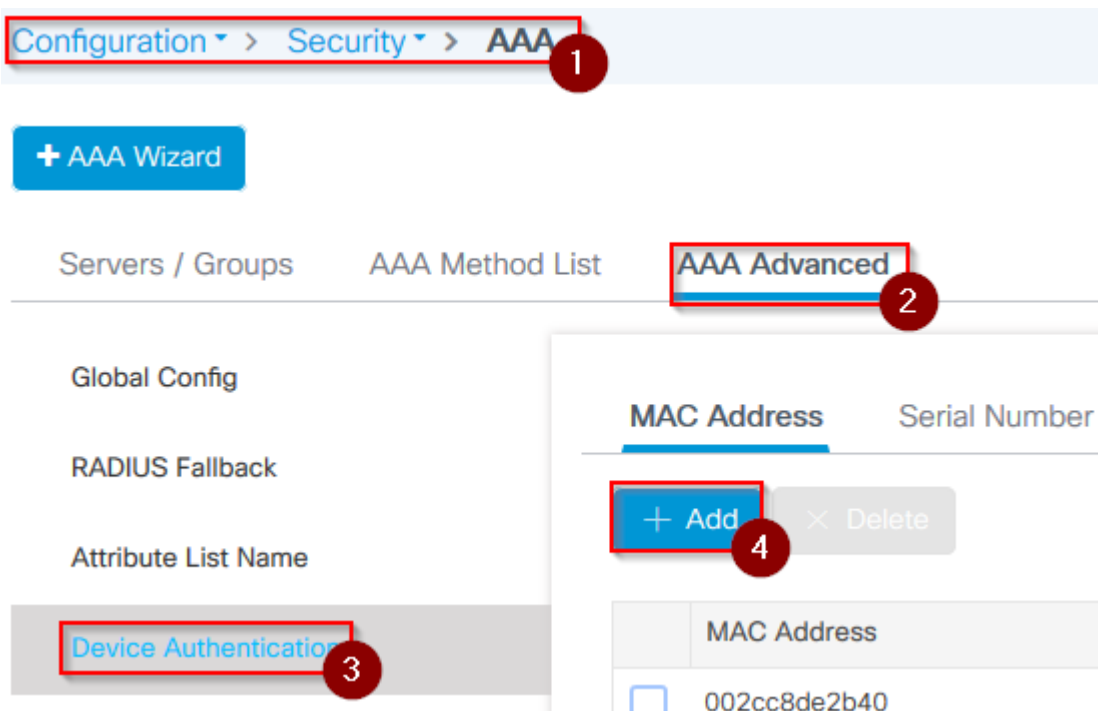 Configuration > Security > AAA
1
+ AAA Wizard
Servers / Groups AAA Method List AAA Advanced
2
Global Config
MAC Address Serial Number
RADIUS Fallback
+ Add × Delete
4
Attribute List Name
MAC Address
Device Authentication
3
002cc8de2b40